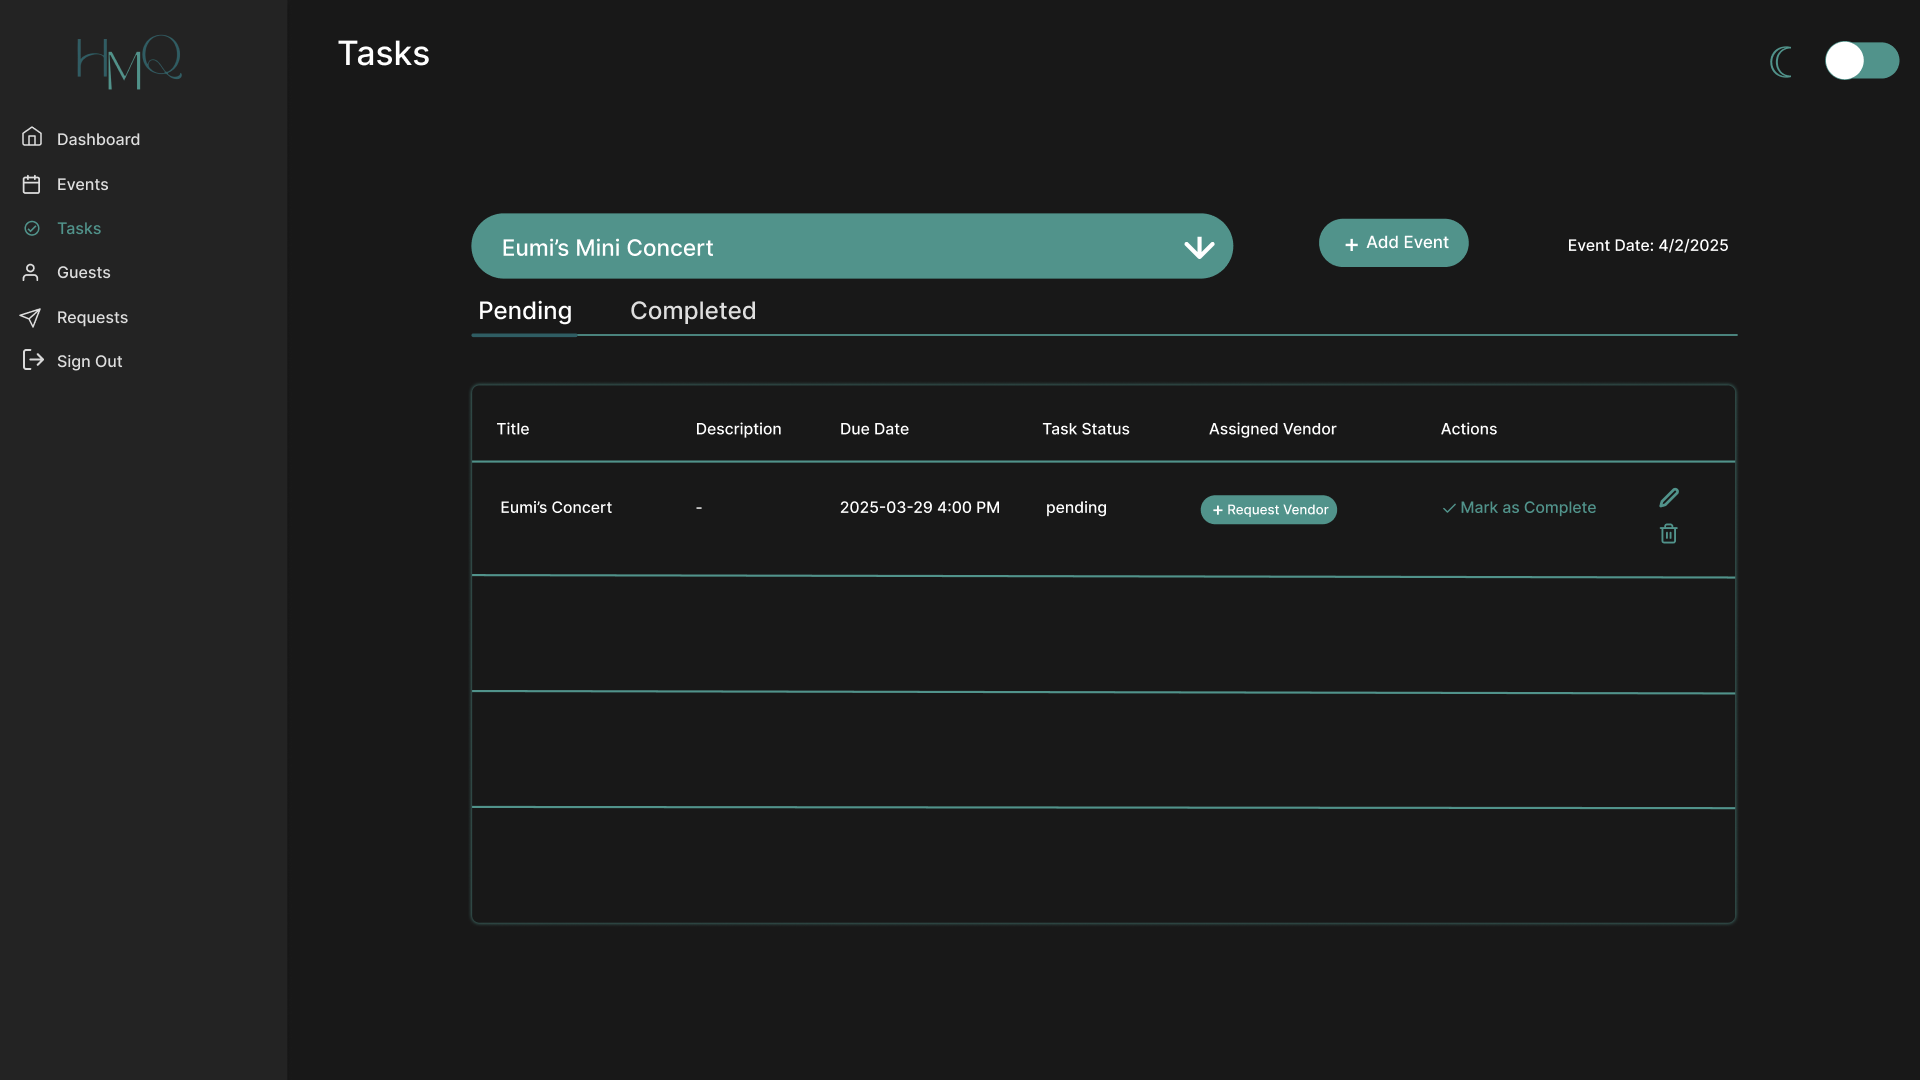 HMQ
Tasks
Dashboard
Events
Tasks
Guests
Requests
Sign Out
Eumi’s Mini Concert
+ Add Event
Event Date: 4/2/2025
Pending Completed
Title Description Due Date Task Status Assigned Vendor Actions
Eumi’s Concert - 2025-03-29 4:00 PM pending + Request Vendor Mark as Complete